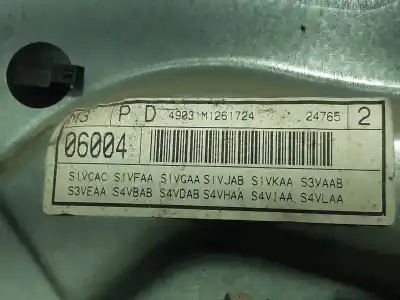 M3 P D 4903 M1261724 24765 2
06004
S1VCAC S1VFAA S1VGAA S1VJAB S1VKAA S3VAAB
S3VEAA S4VBAB S4VDAB S4VHAA S4VIAA S4VLAA